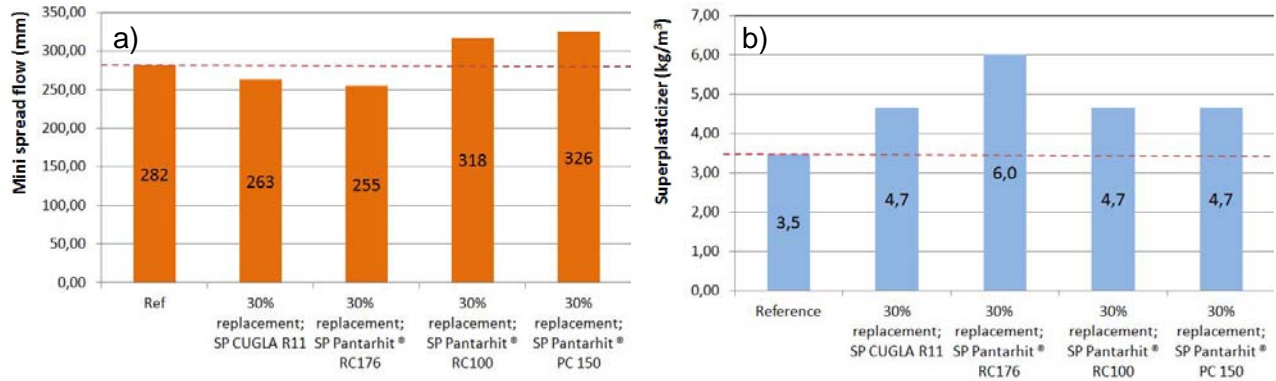 a)
Mini spread flow (mm)
350,00
300,00
250,00
200,00
150,00
100,00
50,00
0,00
282
263
255
318
326
Ref
30%
replacement;
SP CUGLA R11
30%
replacement;
SP Pantarhit ®
RC176
30%
replacement;
SP Pantarhit ®
RC100
30%
replacement;
SP Pantarhit ®
PC 150
b)
Superplasticizer (kg/m³)
7,00
6,00
5,00
4,00
3,00
2,00
1,00
0,00
3,5
4,7
6,0
4,7
4,7
Reference
30%
replacement;
SP CUGLA R11
30%
replacement;
SP Pantarhit ®
RC176
30%
replacement;
SP Pantarhit ®
RC100
30%
replacement;
SP Pantarhit ®
PC 150